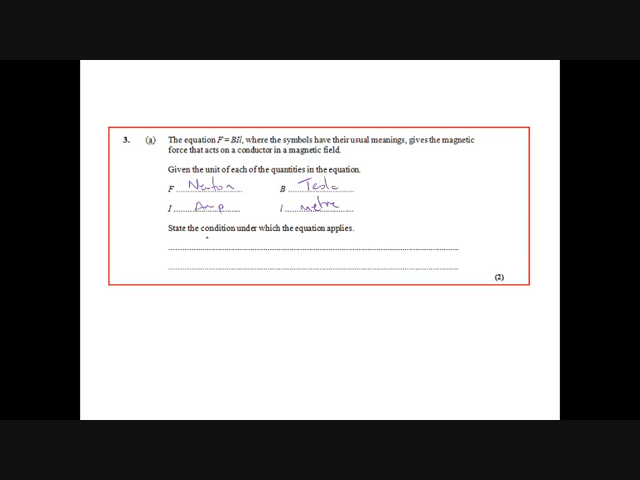 3. (a) The equation F = BIl, where the symbols have their usual meanings, gives the magnetic
force that acts on a conductor in a magnetic field.
Given the unit of each of the quantities in the equation.
F Newton B Tesla
I Amp l metre
State the condition under which the equation applies.
(2)